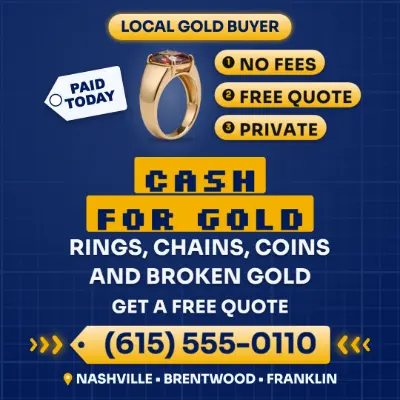 LOCAL GOLD BUYER
PAID
TODAY
1 NO FEES
2 FREE QUOTE
3 PRIVATE
CASH
FOR GOLD
RINGS, CHAINS, COINS
AND BROKEN GOLD
GET A FREE QUOTE
(615) 555-0110
NASHVILLE • BRENTWOOD • FRANKLIN